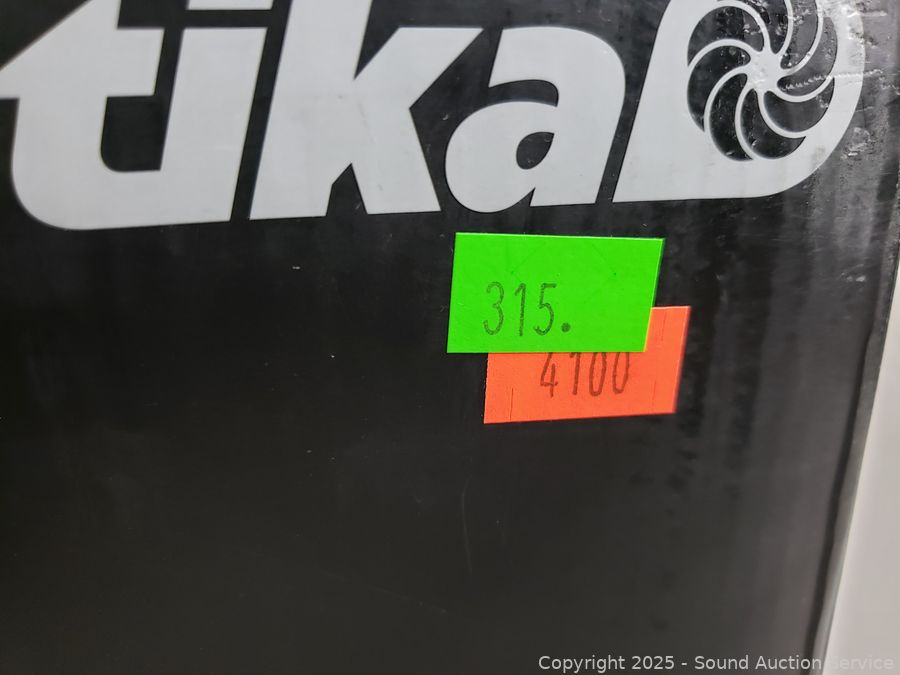 tika
315.
4100
Copyright 2025 - Sound Auction Service